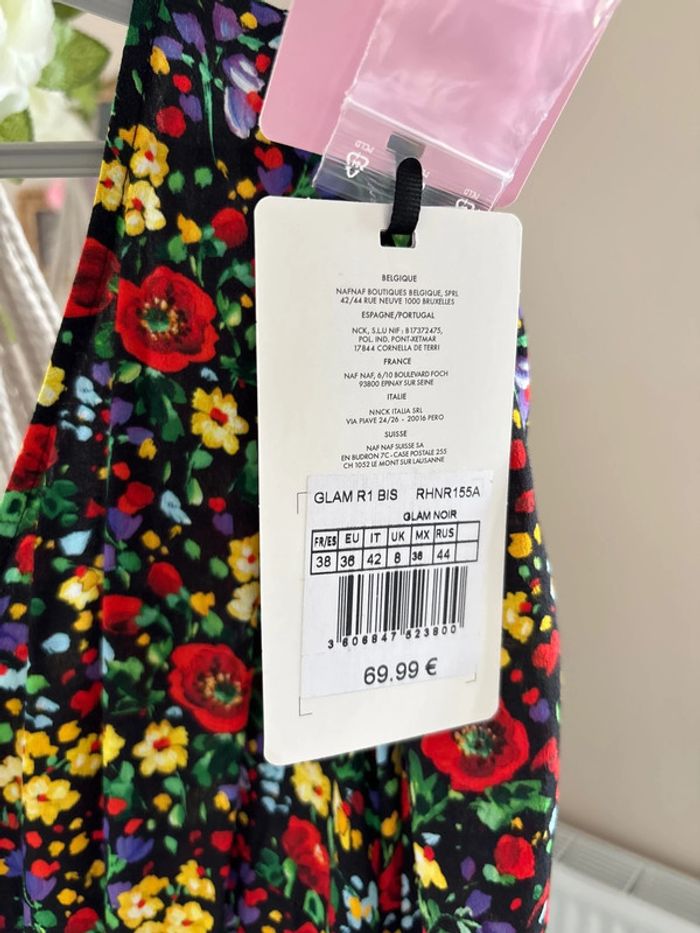 PCLD
PCLD
BELGIQUE
NAFNAF BOUTIQUES BELGIQUE, SPRL
42/44 RUE NEUVE 1000 BRUXELLES
ESPAGNE/PORTUGAL
NCK, S.L.U NIF : B17372475,
POL. IND. PONT-XETMAR
17844 CORNELLA DE TERRI
FRANCE
NAF NAF, 6/10 BOULEVARD FOCH
93800 EPINAY SUR SEINE
ITALIE
NNCK ITALIA SRL
VIA PIAVE 24/26 - 20016 PERO
SUISSE
NAF NAF SUISSE SA
EN BUDRON 7C - CASE POSTALE 255
CH 1052 LE MONT SUR LAUSANNE
GLAM R1 BIS RHNR155A
GLAM NOIR
FR/ES EU IT UK MX RUS
38 36 42 8 36 44
3 606847 523800
69.99 €